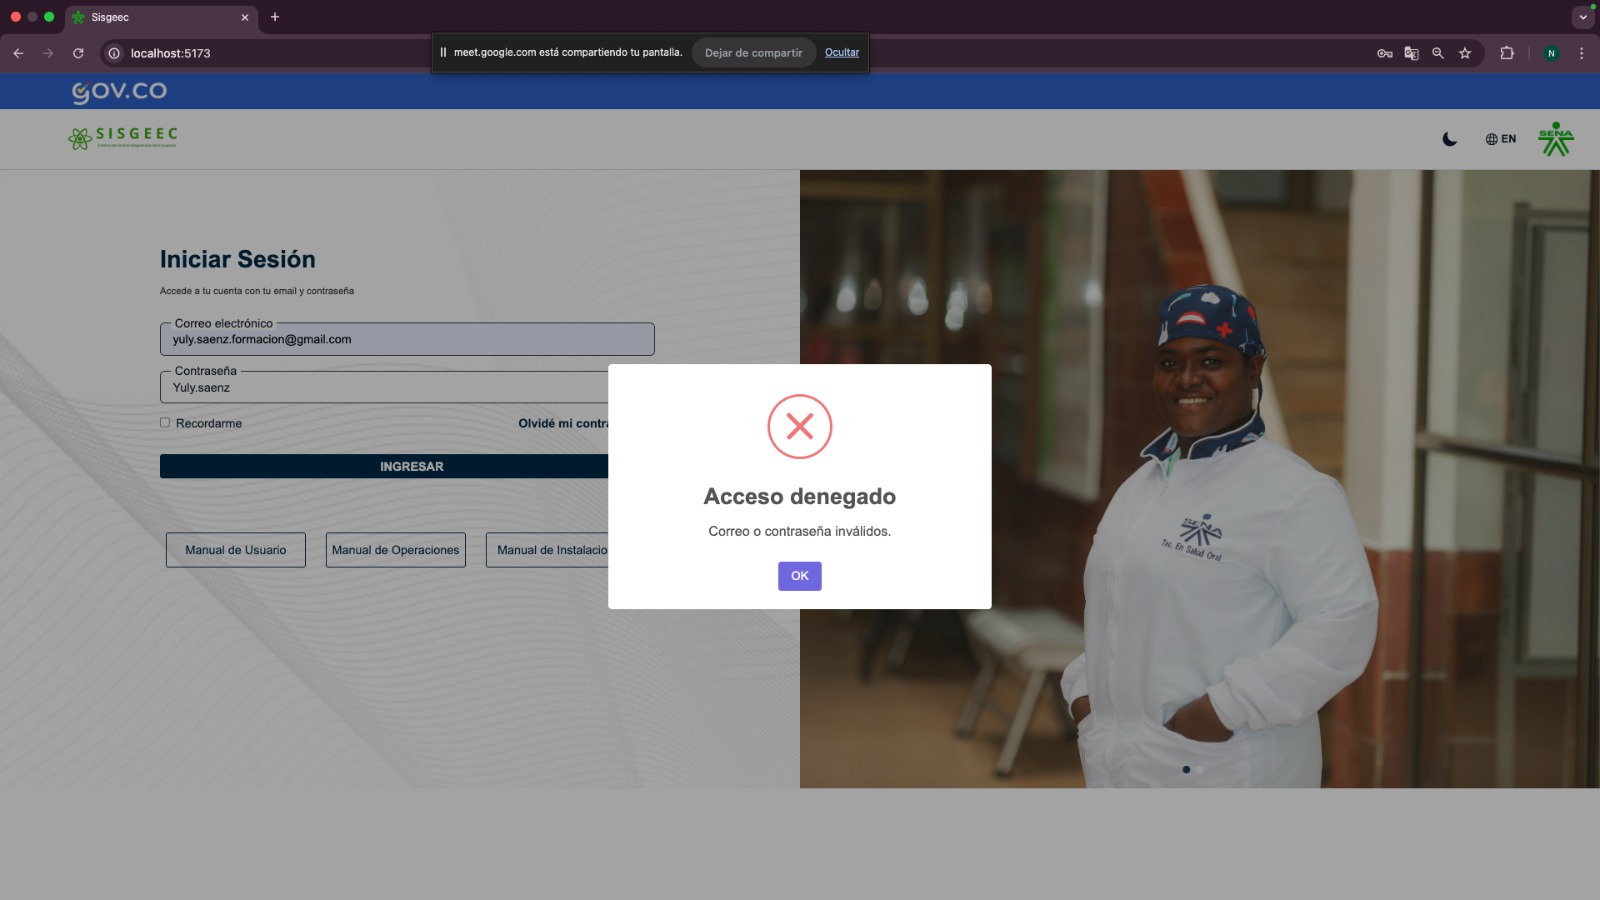 Sisgeec
localhost:5173
meet.google.com está compartiendo tu pantalla.
Dejar de compartir
Ocultar
N
GOV.CO
SISGEEC
EN
SENA
Iniciar Sesión
Accede a tu cuenta con tu email y contraseña
Correo electrónico
yuly.saenz.formacion@gmail.com
Contraseña
Yuly.saenz
Recordarme
Olvidé mi contra
INGRESAR
Manual de Usuario
Manual de Operaciones
Manual de Instalacio
Acceso denegado
Correo o contraseña inválidos.
OK
SENA
Tec. En Salud Oral